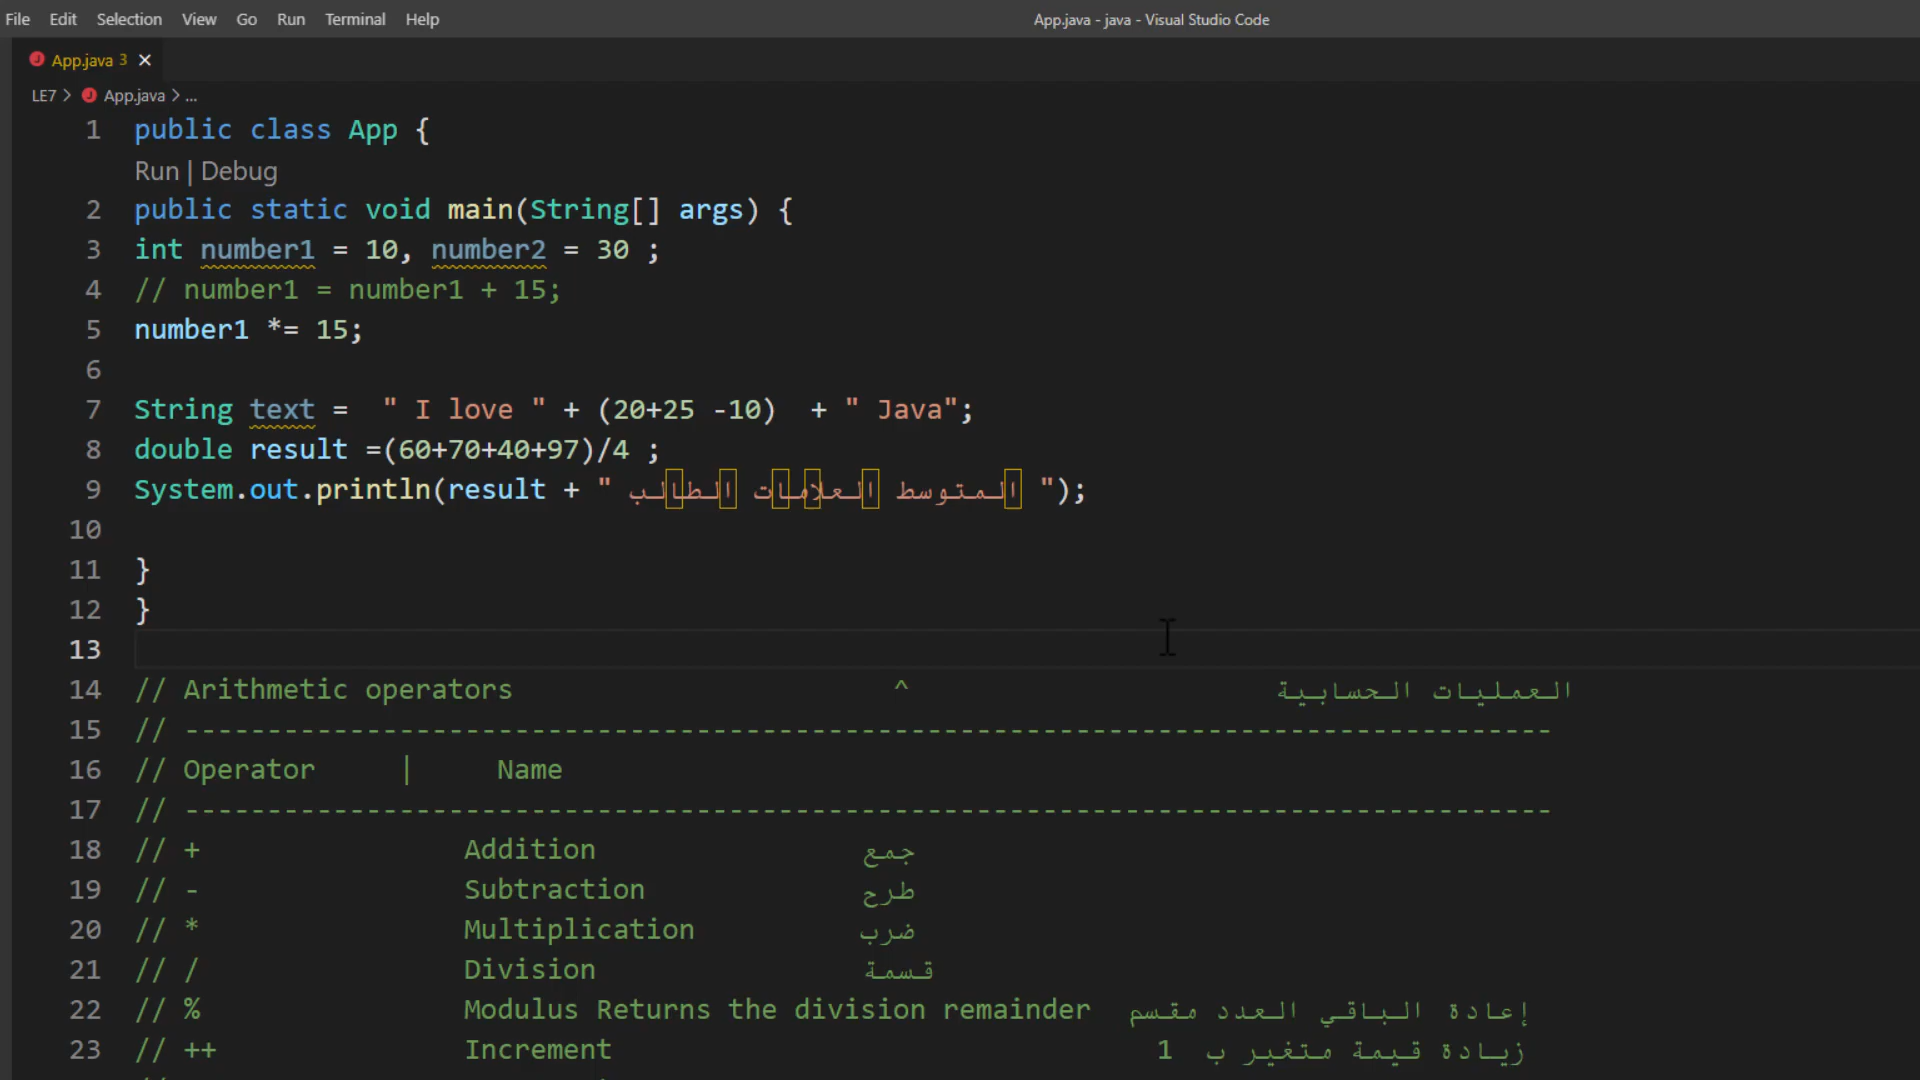 File Edit Selection View Go Run Terminal Help App.java - java - Visual Studio Code
App.java 3
LE7 > App.java > ...
1 public class App {
Run | Debug
2 public static void main(String[] args) {
3 int number1 = 10, number2 = 30 ;
4 // number1 = number1 + 15;
5 number1 *= 15;
6
7 String text =  " I love " + (20+25 -10)  + " Java";
8 double result =(60+70+40+97)/4 ;
9 System.out.println(result + " المتوسط العلامات الطالب ");
10
11 }
12 }
13
14 // Arithmetic operators ^ العمليات الحسابية
15 // -----------------------------------------------------------------------------------
16 // Operator | Name
17 // -----------------------------------------------------------------------------------
18 // + Addition جمع
19 // - Subtraction طرح
20 // * Multiplication ضرب
21 // / Division قسمة
22 // % Modulus Returns the division remainder إعادة الباقي العدد مقسم
23 // ++ Increment زيادة قيمة متغير ب 1